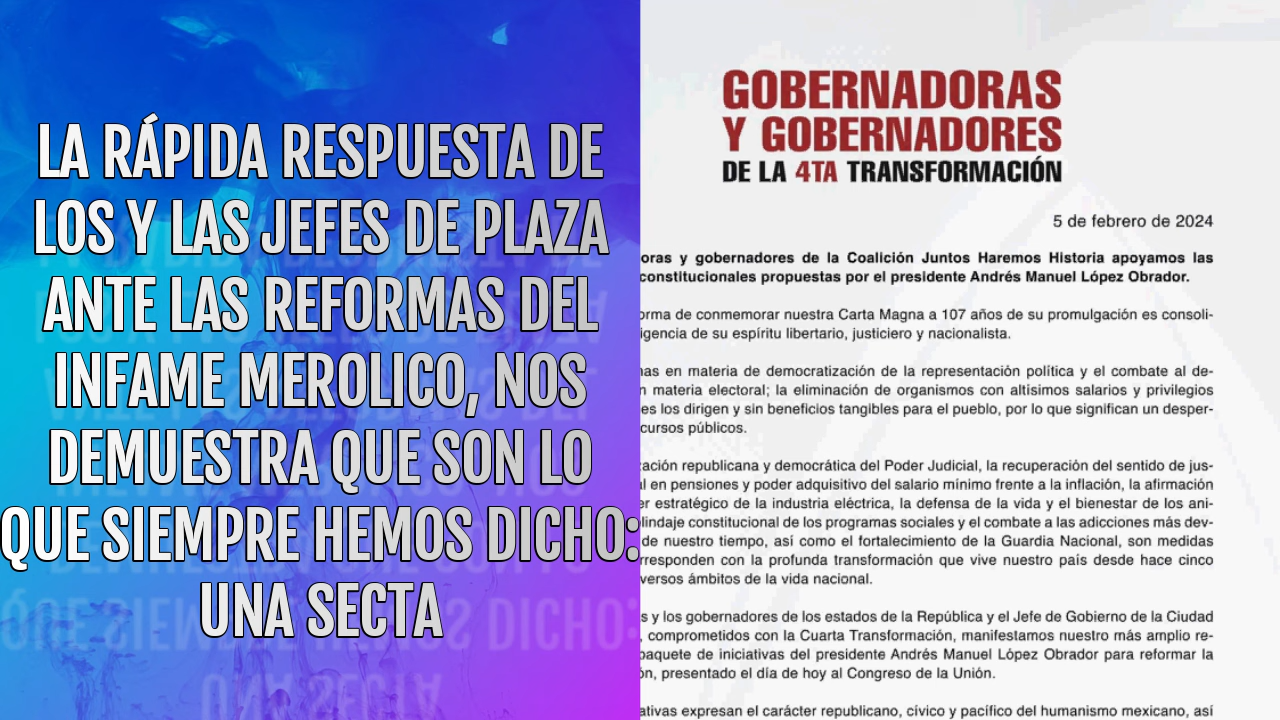 LA RÁPIDA RESPUESTA DE
LOS Y LAS JEFES DE PLAZA
ANTE LAS REFORMAS DEL
INFAME MEROLICO, NOS
DEMUESTRA QUE SON LO
QUE SIEMPRE HEMOS DICHO:
UNA SECTA
GOBERNADORAS
Y GOBERNADORES
DE LA 4TA TRANSFORMACIÓN
5 de febrero de 2024
oras y gobernadores de la Coalición Juntos Haremos Historia apoyamos las
constitucionales propuestas por el presidente Andrés Manuel López Obrador.
orma de conmemorar nuestra Carta Magna a 107 años de su promulgación es consoli-
igencia de su espíritu libertario, justiciero y nacionalista.
nas en materia de democratización de la representación política y el combate al de-
n materia electoral; la eliminación de organismos con altísimos salarios y privilegios
es los dirigen y sin beneficios tangibles para el pueblo, por lo que significan un desper-
cursos públicos.
zación republicana y democrática del Poder Judicial, la recuperación del sentido de jus-
l en pensiones y poder adquisitivo del salario mínimo frente a la inflación, la afirmación
er estratégico de la industria eléctrica, la defensa de la vida y el bienestar de los ani-
lindaje constitucional de los programas sociales y el combate a las adicciones más dev-
de nuestro tiempo, así como el fortalecimiento de la Guardia Nacional, son medidas
rresponden con la profunda transformación que vive nuestro país desde hace cinco
versos ámbitos de la vida nacional.
s y los gobernadores de los estados de la República y el Jefe de Gobierno de la Ciudad
, comprometidos con la Cuarta Transformación, manifestamos nuestro más amplio re-
paquete de iniciativas del presidente Andrés Manuel López Obrador para reformar la
ón, presentado el día de hoy al Congreso de la Unión.
ativas expresan el carácter republicano, cívico y pacífico del humanismo mexicano, así